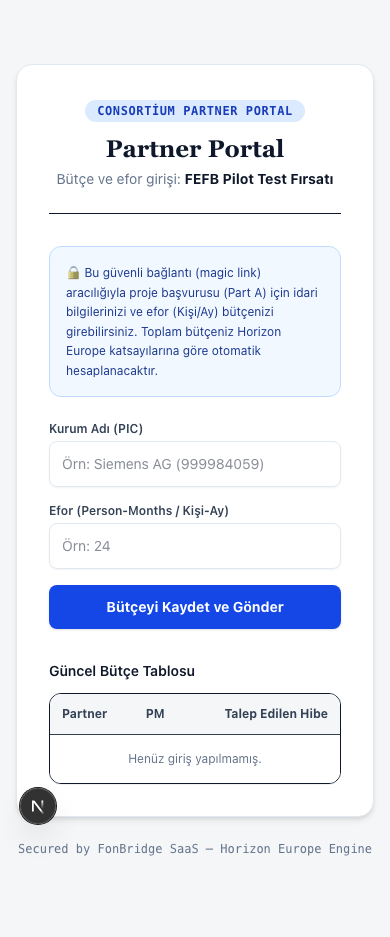 CONSORTİUM PARTNER PORTAL
Partner Portal
Bütçe ve efor girişi: FEFB Pilot Test Fırsatı
🔒 Bu güvenli bağlantı (magic link)
aracılığıyla proje başvurusu (Part A) için idari
bilgilerinizi ve efor (Kişi/Ay) bütçenizi
girebilirsiniz. Toplam bütçeniz Horizon
Europe katsayılarına göre otomatik
hesaplanacaktır.
Kurum Adı (PIC)
Örn: Siemens AG (999984059)
Efor (Person-Months / Kişi-Ay)
Örn: 24
Bütçeyi Kaydet ve Gönder
Güncel Bütçe Tablosu
Partner PM Talep Edilen Hibe
Henüz giriş yapılmamış.
N
Secured by FonBridge SaaS — Horizon Europe Engine